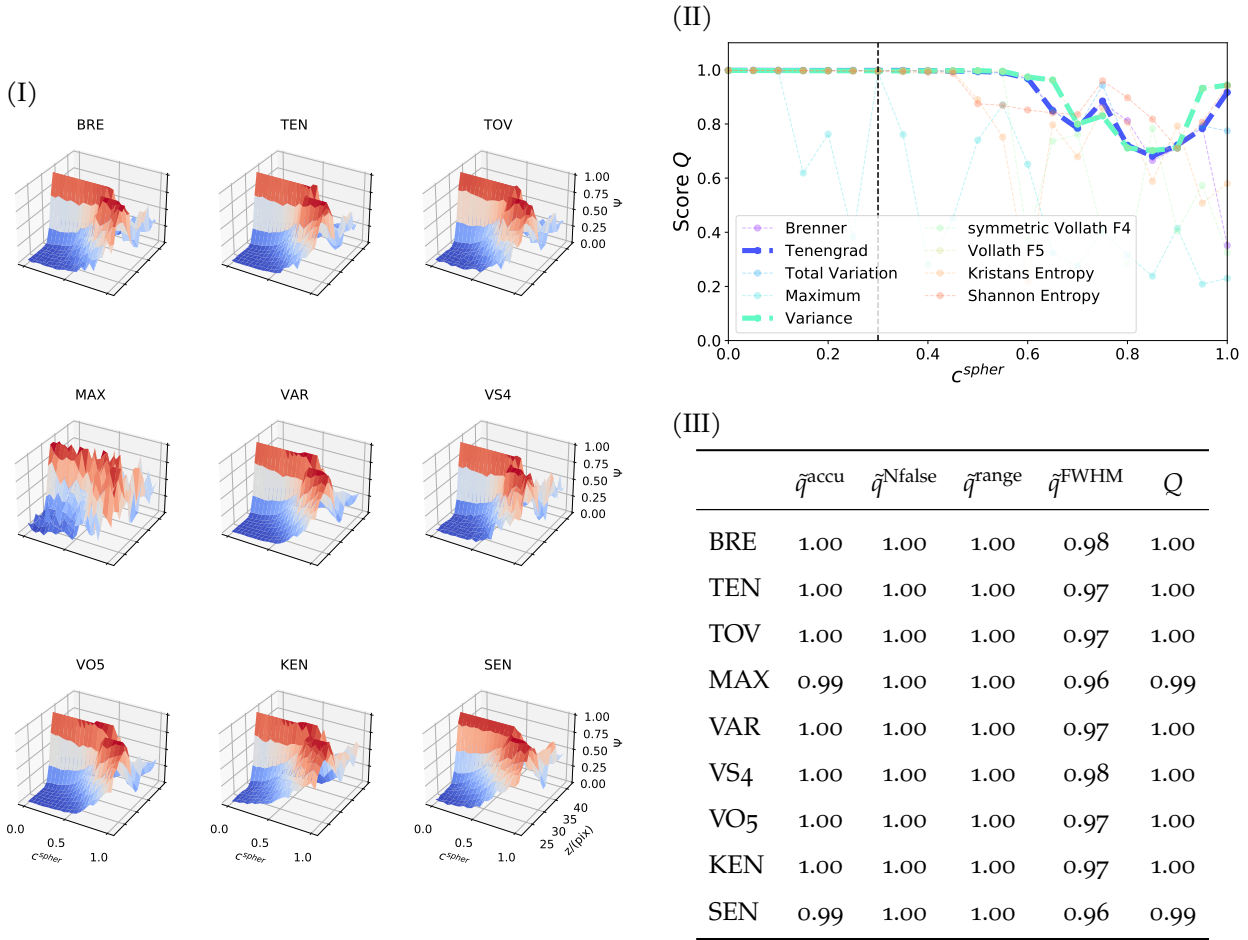 (I)
BRE TEN TOV
1.00
0.75
0.50
0.25
0.00
Ψ
MAX VAR VS4
1.00
0.75
0.50
0.25
0.00
Ψ
VO5 KEN SEN
1.00
0.75
0.50
0.25
0.00
Ψ
0.0 0.5 1.0
c^spher
0.0 0.5 1.0
c^spher
0.0 0.5 1.0
c^spher
25 30 35 40
z/(pix)
(II)
Score Q
1.0
0.8
0.6
0.4
0.2
0.0
Brenner
Tenengrad
Total Variation
Maximum
Variance
symmetric Vollath F4
Vollath F5
Kristans Entropy
Shannon Entropy
0.0 0.2 0.4 0.6 0.8 1.0
c^spher
(III)
q̃^accu q̃^Nfalse q̃^range q̃^FWHM Q
BRE 1.00 1.00 1.00 0.98 1.00
TEN 1.00 1.00 1.00 0.97 1.00
TOV 1.00 1.00 1.00 0.97 1.00
MAX 0.99 1.00 1.00 0.96 0.99
VAR 1.00 1.00 1.00 0.97 1.00
VS4 1.00 1.00 1.00 0.98 1.00
VO5 1.00 1.00 1.00 0.97 1.00
KEN 1.00 1.00 1.00 0.97 1.00
SEN 0.99 1.00 1.00 0.96 0.99